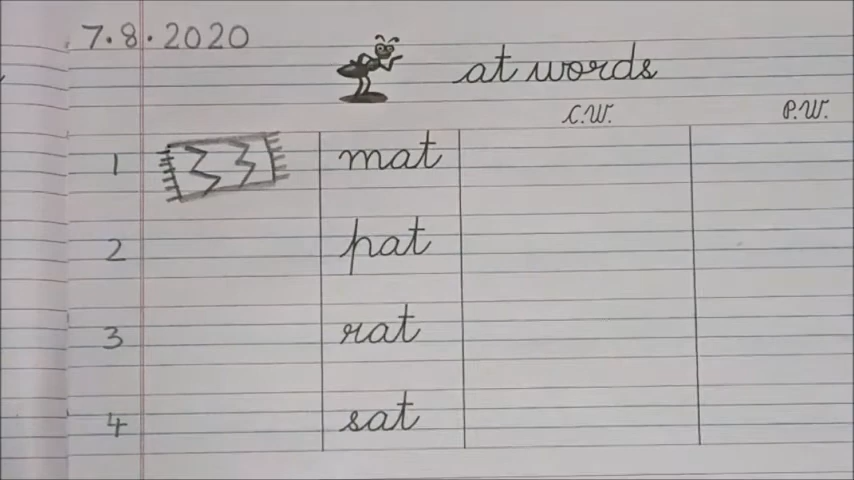 7.8.2020
at words
C.W. P.W.
1 mat
2 pat
3 rat
4 sat